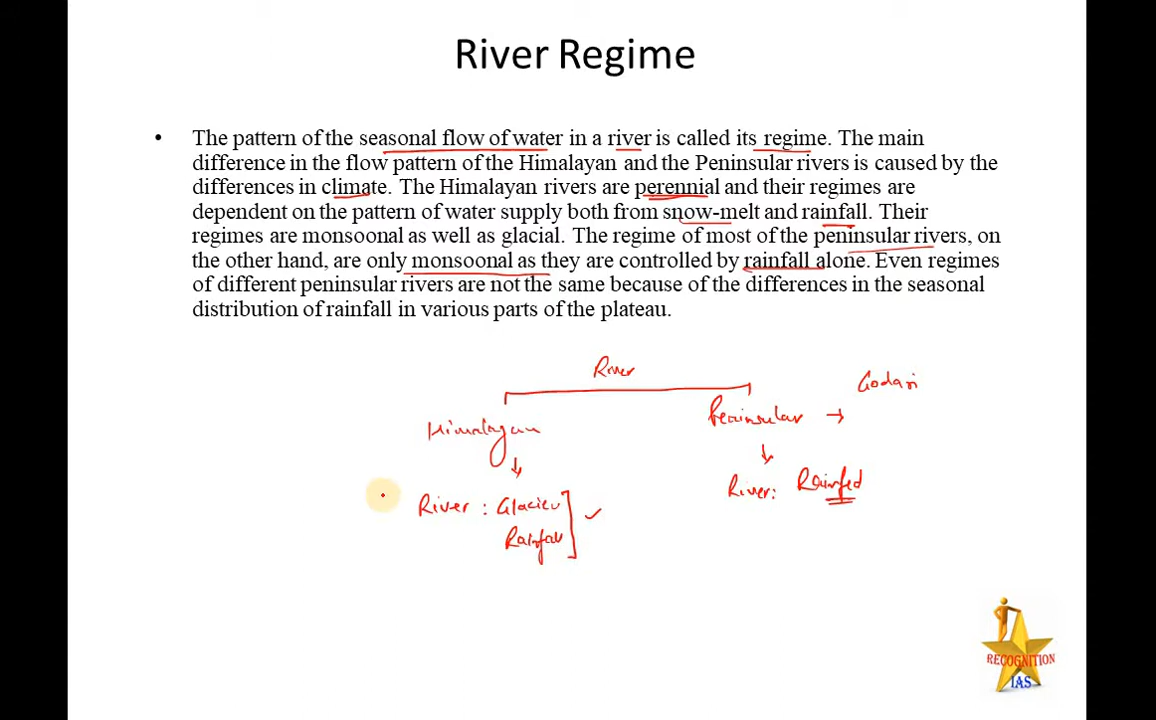 River Regime
• The pattern of the seasonal flow of water in a river is called its regime. The main
difference in the flow pattern of the Himalayan and the Peninsular rivers is caused by the
differences in climate. The Himalayan rivers are perennial and their regimes are
dependent on the pattern of water supply both from snow-melt and rainfall. Their
regimes are monsoonal as well as glacial. The regime of most of the peninsular rivers, on
the other hand, are only monsoonal as they are controlled by rainfall alone. Even regimes
of different peninsular rivers are not the same because of the differences in the seasonal
distribution of rainfall in various parts of the plateau.
River
Godari
Himalayan
Peninsular →
River: Rainfed
River : Glacier
Rainfall
RECOGNITION
IAS